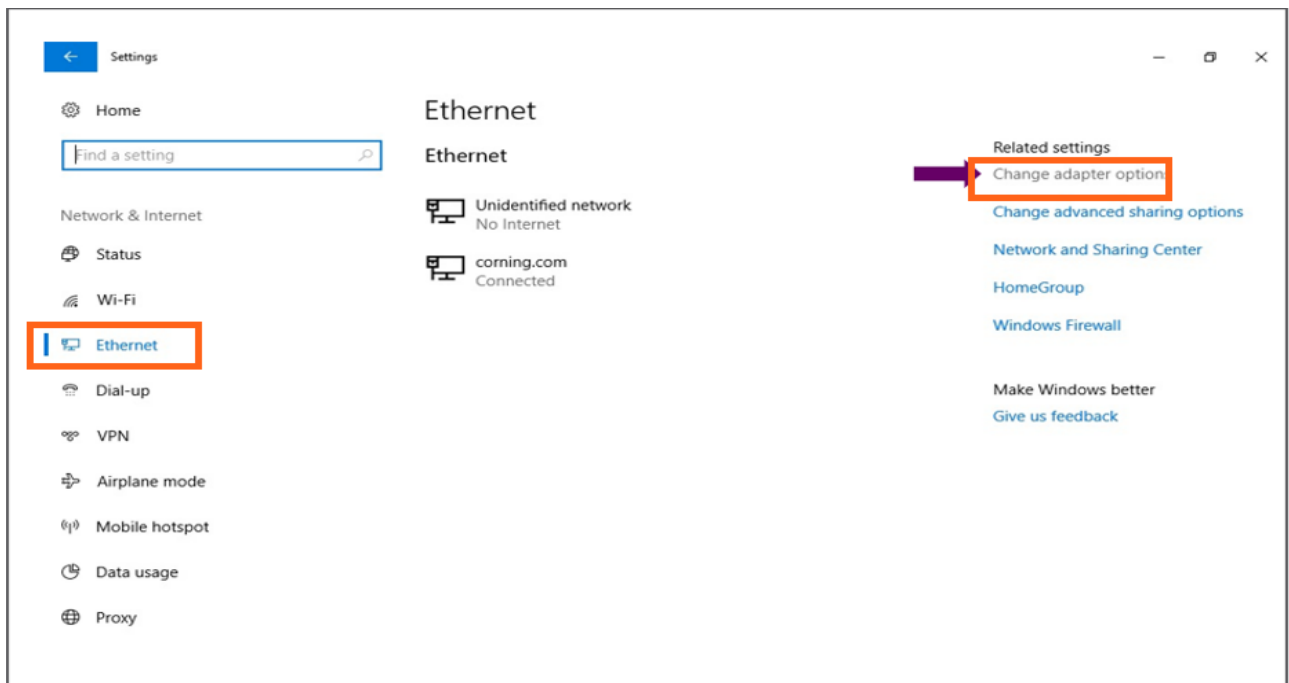 Settings
Home
Find a setting
Network & Internet
Status
Wi-Fi
Ethernet
Dial-up
VPN
Airplane mode
Mobile hotspot
Data usage
Proxy
Ethernet
Ethernet
Unidentified network
No Internet
corning.com
Connected
Related settings
Change adapter options
Change advanced sharing options
Network and Sharing Center
HomeGroup
Windows Firewall
Make Windows better
Give us feedback